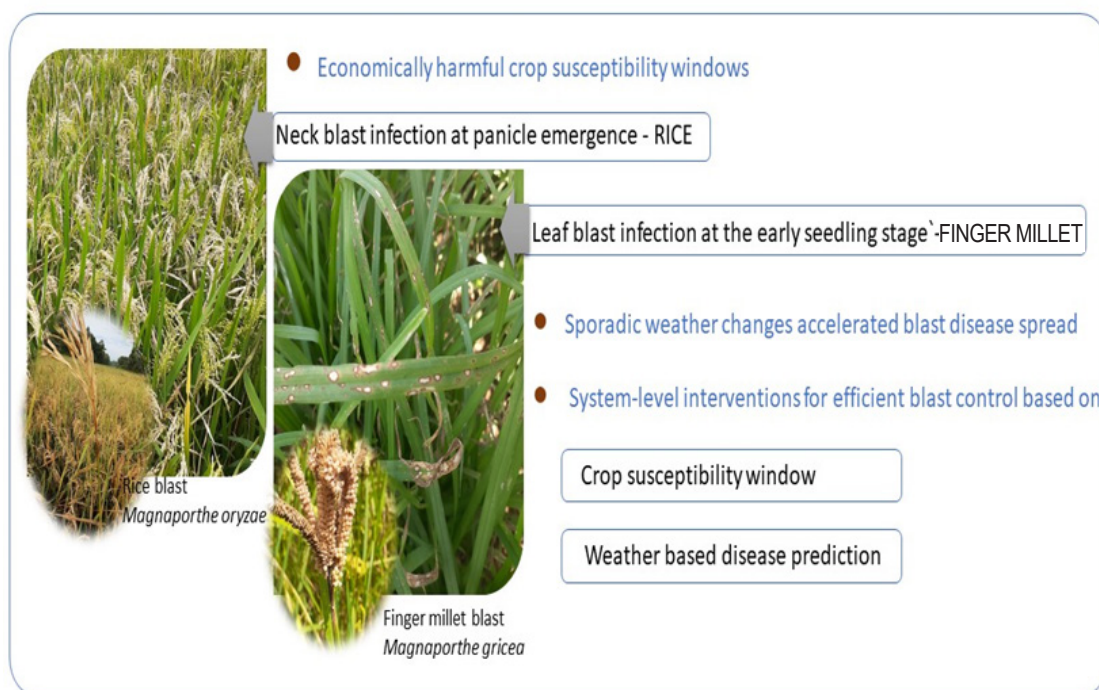 Economically harmful crop susceptibility windows
Neck blast infection at panicle emergence - RICE
Leaf blast infection at the early seedling stage`-FINGER MILLET
Sporadic weather changes accelerated blast disease spread
System-level interventions for efficient blast control based on
Crop susceptibility window
Weather based disease prediction
Rice blast
Magnaporthe oryzae
Finger millet blast
Magnaporthe gricea